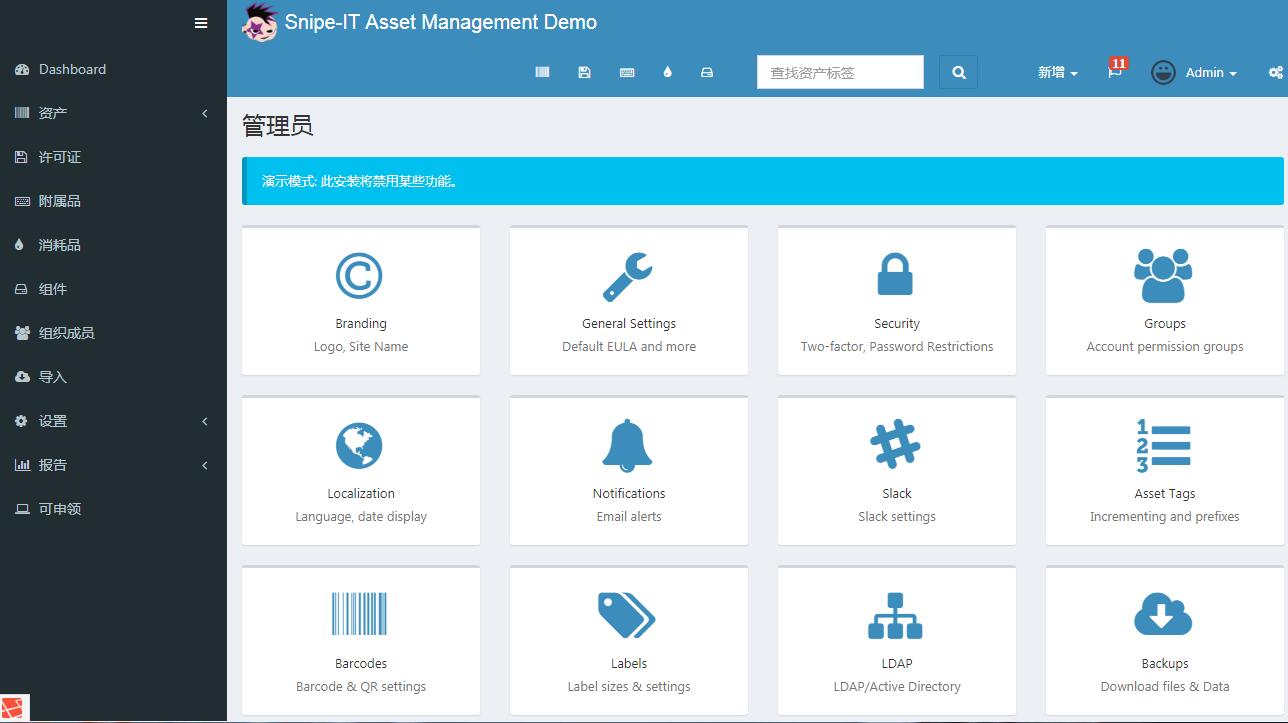 Snipe-IT Asset Management Demo
查找资产标签
新增
11
Admin
Dashboard
资产
许可证
附属品
消耗品
组件
组织成员
导入
设置
报告
可申领
管理员
演示模式: 此安装将禁用某些功能。
Branding
Logo, Site Name
General Settings
Default EULA and more
Security
Two-factor, Password Restrictions
Groups
Account permission groups
Localization
Language, date display
Notifications
Email alerts
Slack
Slack settings
1
2
3
Asset Tags
Incrementing and prefixes
Barcodes
Barcode & QR settings
Labels
Label sizes & settings
LDAP
LDAP/Active Directory
Backups
Download files & Data